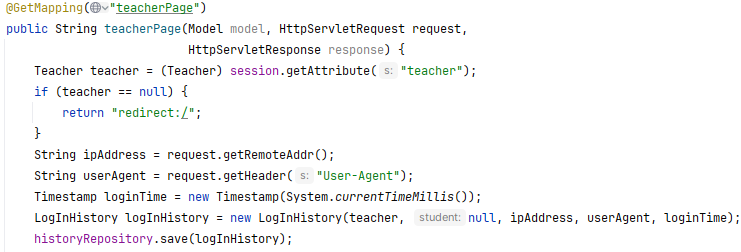 @GetMapping("teacherPage")
public String teacherPage(Model model, HttpServletRequest request,
HttpServletResponse response) {
Teacher teacher = (Teacher) session.getAttribute( s: "teacher");
if (teacher == null) {
return "redirect:/";
}
String ipAddress = request.getRemoteAddr();
String userAgent = request.getHeader( s: "User-Agent");
Timestamp loginTime = new Timestamp(System.currentTimeMillis());
LogInHistory logInHistory = new LogInHistory(teacher, student: null, ipAddress, userAgent, loginTime);
historyRepository.save(logInHistory);